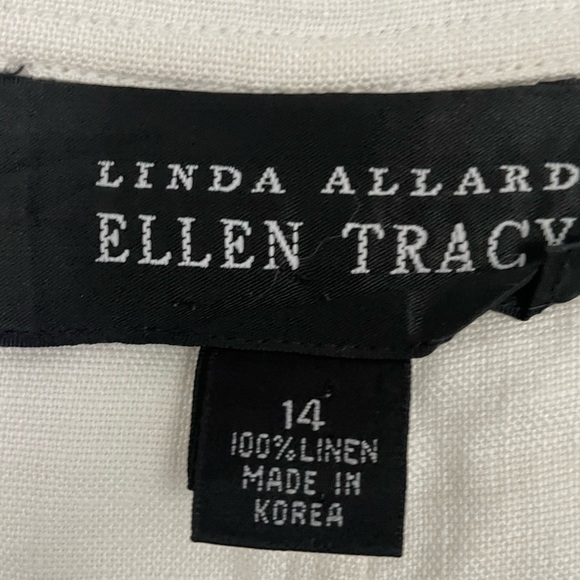 LINDA ALLARD
ELLEN TRACY
14
100% LINEN
MADE IN
KOREA